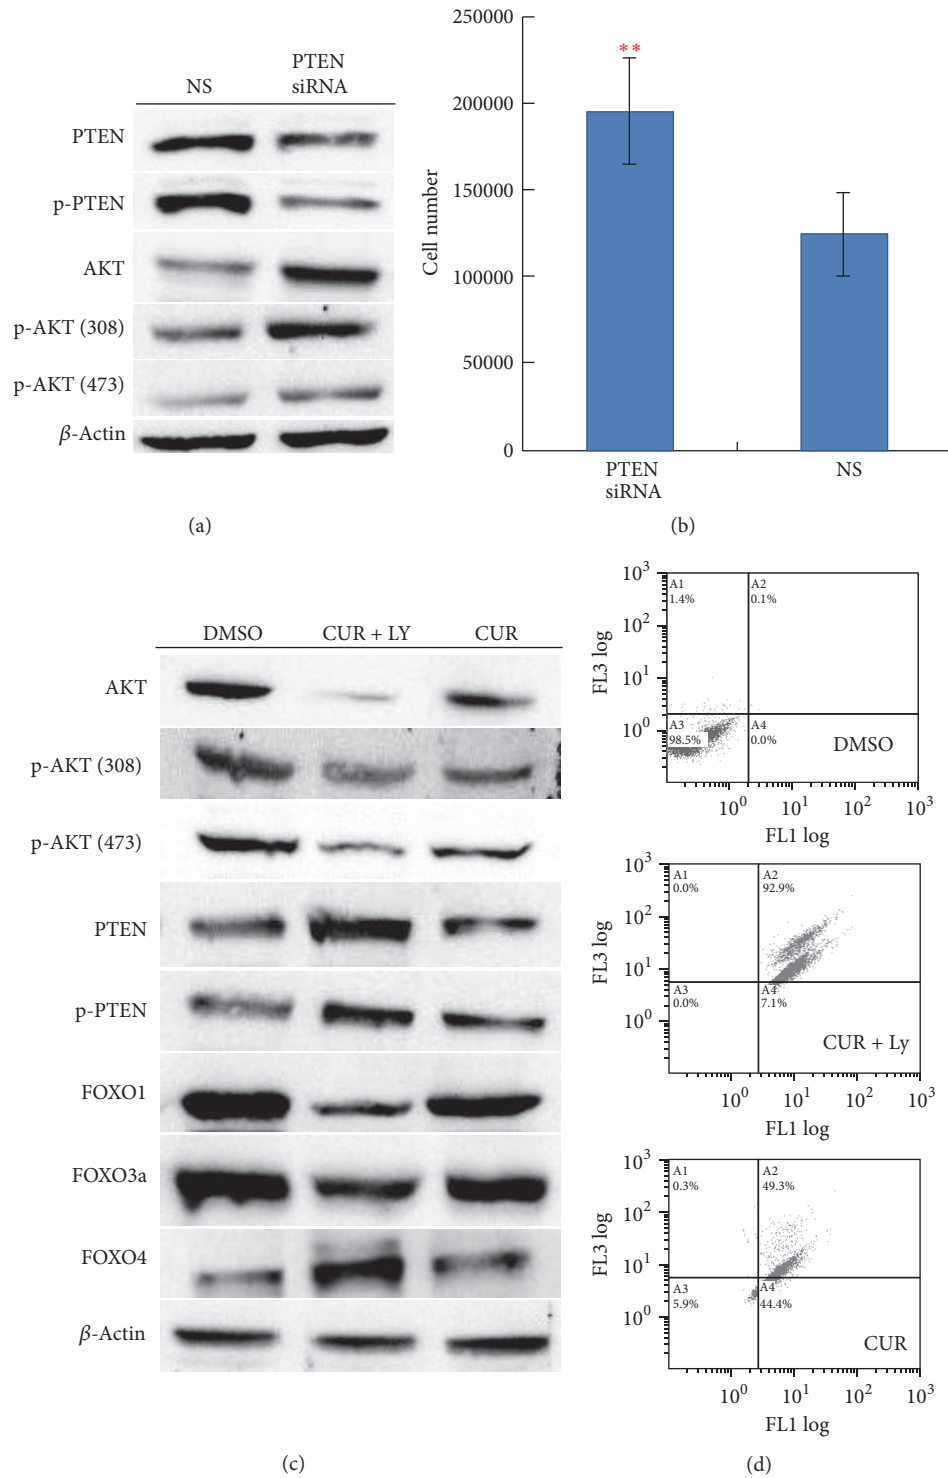 NS
PTEN
siRNA
PTEN
p-PTEN
AKT
p-AKT (308)
p-AKT (473)
β-Actin
(a)
250000
200000
150000
100000
50000
0
Cell number
**
PTEN
siRNA
NS
(b)
DMSO CUR + LY CUR
AKT
p-AKT (308)
p-AKT (473)
PTEN
p-PTEN
FOXO1
FOXO3a
FOXO4
β-Actin
(c)
10³
10²
10¹
10⁰
FL3 log
A1
1.4%
A2
0.1%
A3
98.5%
A4
0.0%
DMSO
10⁰ 10¹ 10² 10³
FL1 log
10³
10²
10¹
10⁰
FL3 log
A1
0.0%
A2
92.9%
A3
0.0%
A4
7.1%
CUR + Ly
10⁰ 10¹ 10² 10³
FL1 log
10³
10²
10¹
10⁰
FL3 log
A1
0.3%
A2
49.3%
A3
5.9%
A4
44.4%
CUR
10⁰ 10¹ 10² 10³
FL1 log
(d)